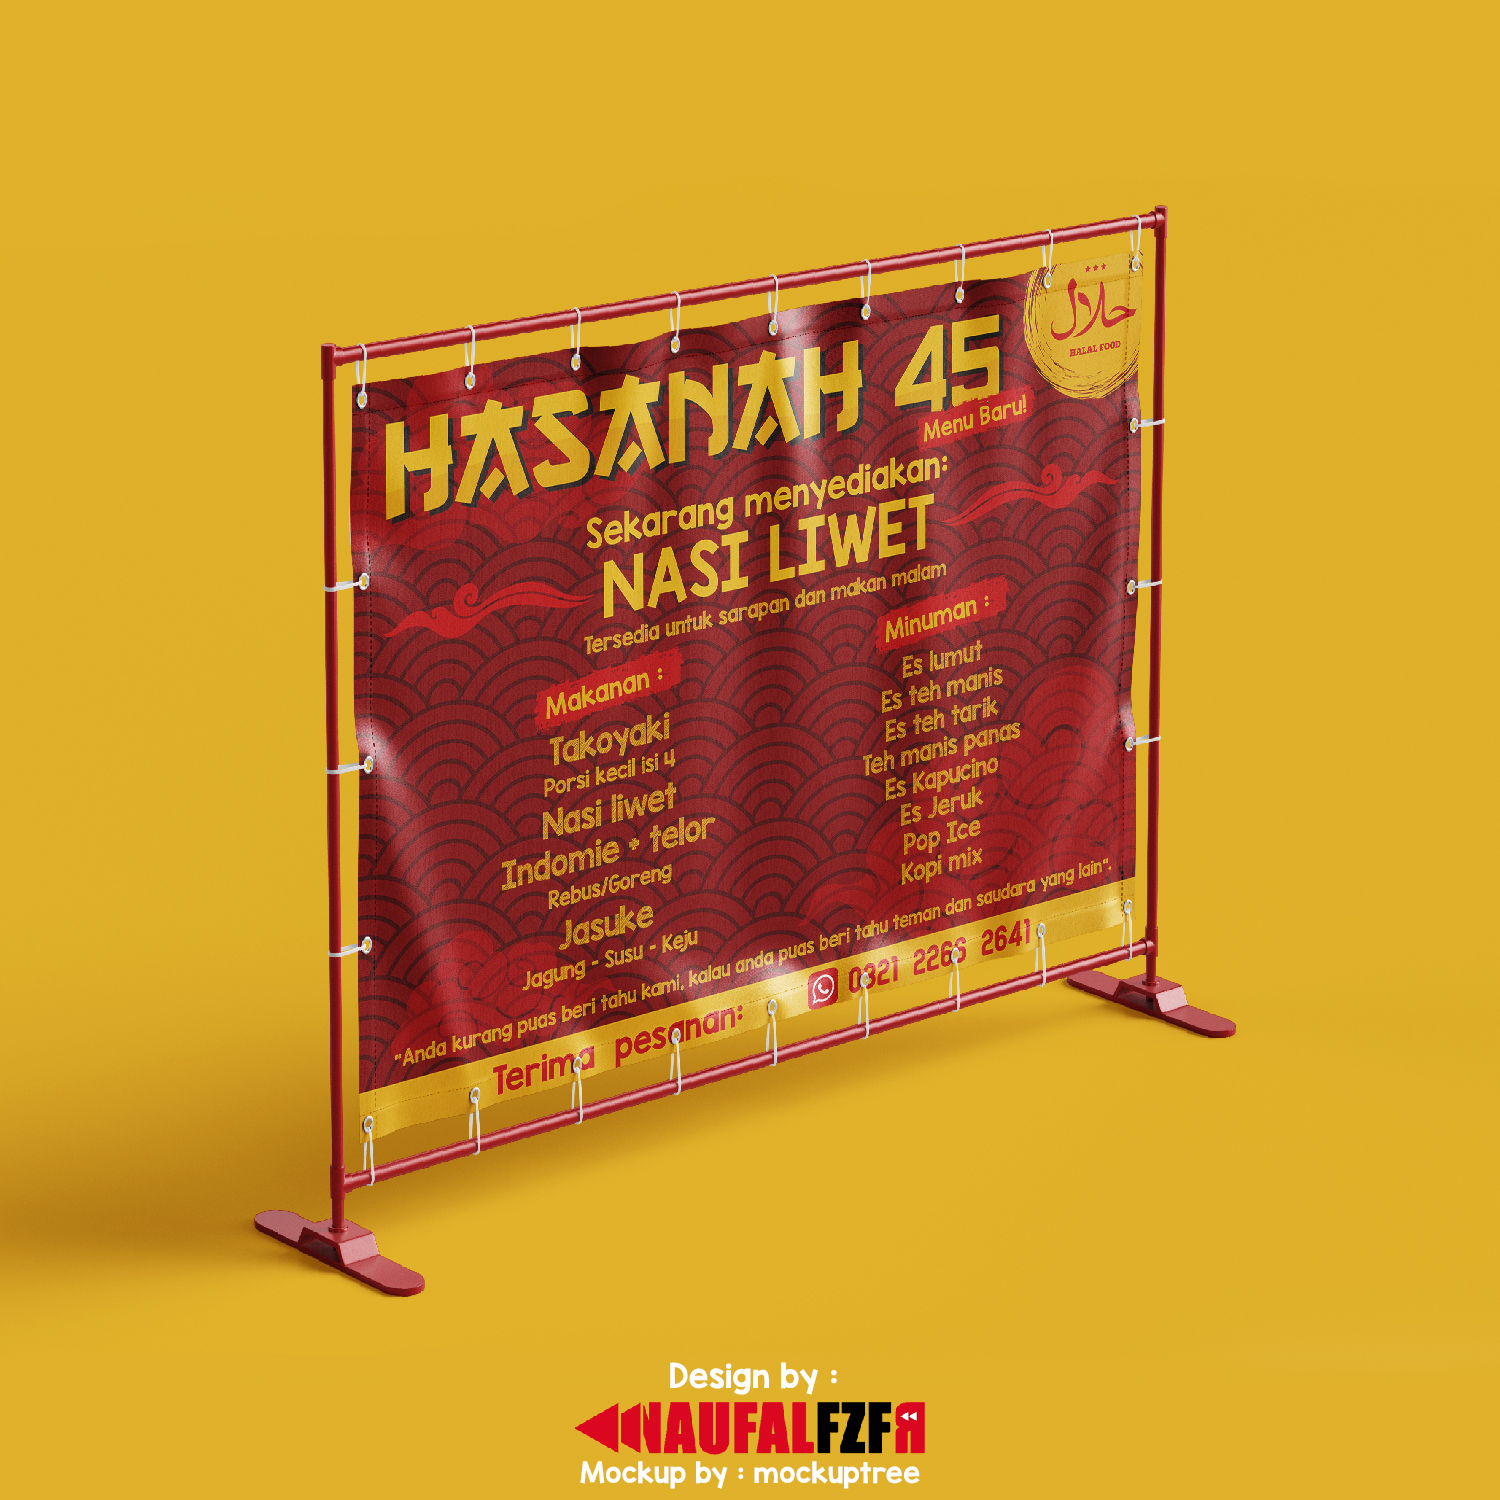 حلال
HALAL FOOD
HASANAH 45
Menu Baru!
Sekarang menyediakan:
NASI LIWET
Tersedia untuk sarapan dan makan malam
Makanan :
Takoyaki
Porsi kecil isi 4
Nasi liwet
Indomie + telor
Rebus/Goreng
Jasuke
Jagung - Susu - Keju
Minuman :
Es lumut
Es teh manis
Es teh tarik
Teh manis panas
Es Kapucino
Es Jeruk
Pop Ice
Kopi mix
"Anda kurang puas beri tahu kami, kalau anda puas beri tahu teman dan saudara yang lain".
Terima pesanan: 0321 2266 2641
Design by :
NAUFALFZFR
Mockup by : mockuptree